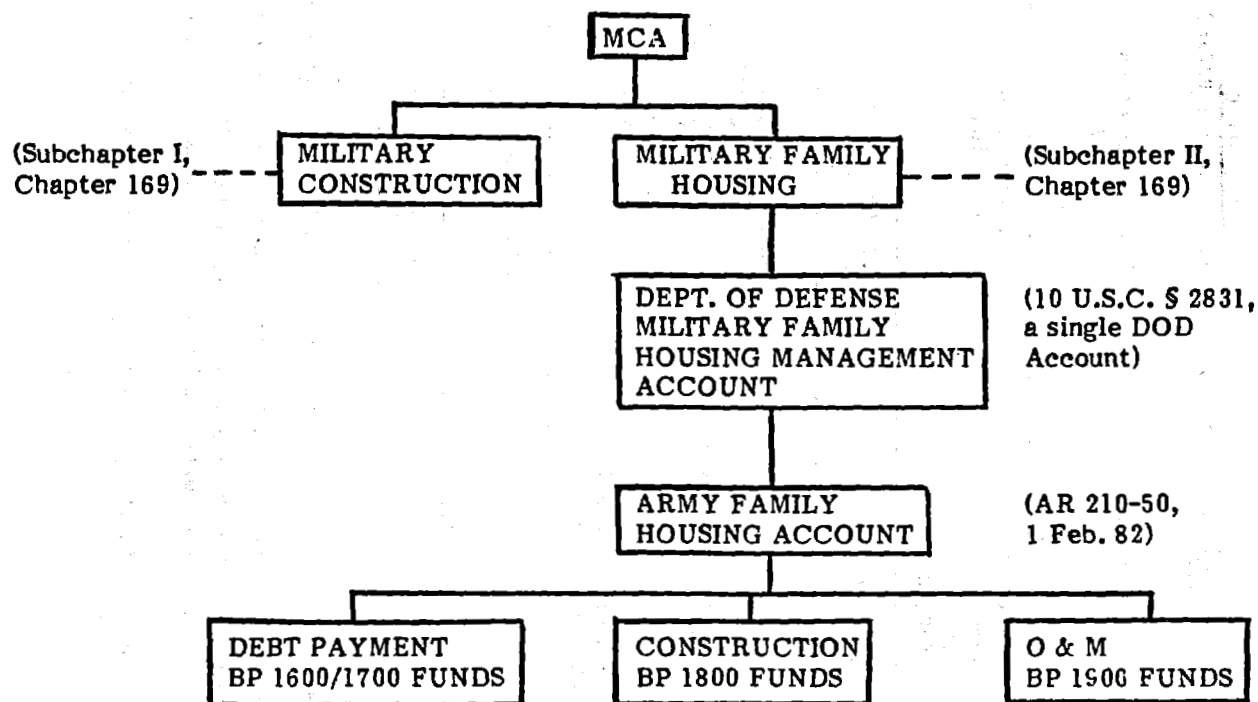 MCA
(Subchapter I,
Chapter 169)
MILITARY
CONSTRUCTION
MILITARY FAMILY
HOUSING
(Subchapter II,
Chapter 169)
DEPT. OF DEFENSE
MILITARY FAMILY
HOUSING MANAGEMENT
ACCOUNT
(10 U.S.C. § 2831,
a single DOD
Account)
ARMY FAMILY
HOUSING ACCOUNT
(AR 210-50,
1 Feb. 82)
DEBT PAYMENT
BP 1600/1700 FUNDS
CONSTRUCTION
BP 1800 FUNDS
O & M
BP 1900 FUNDS